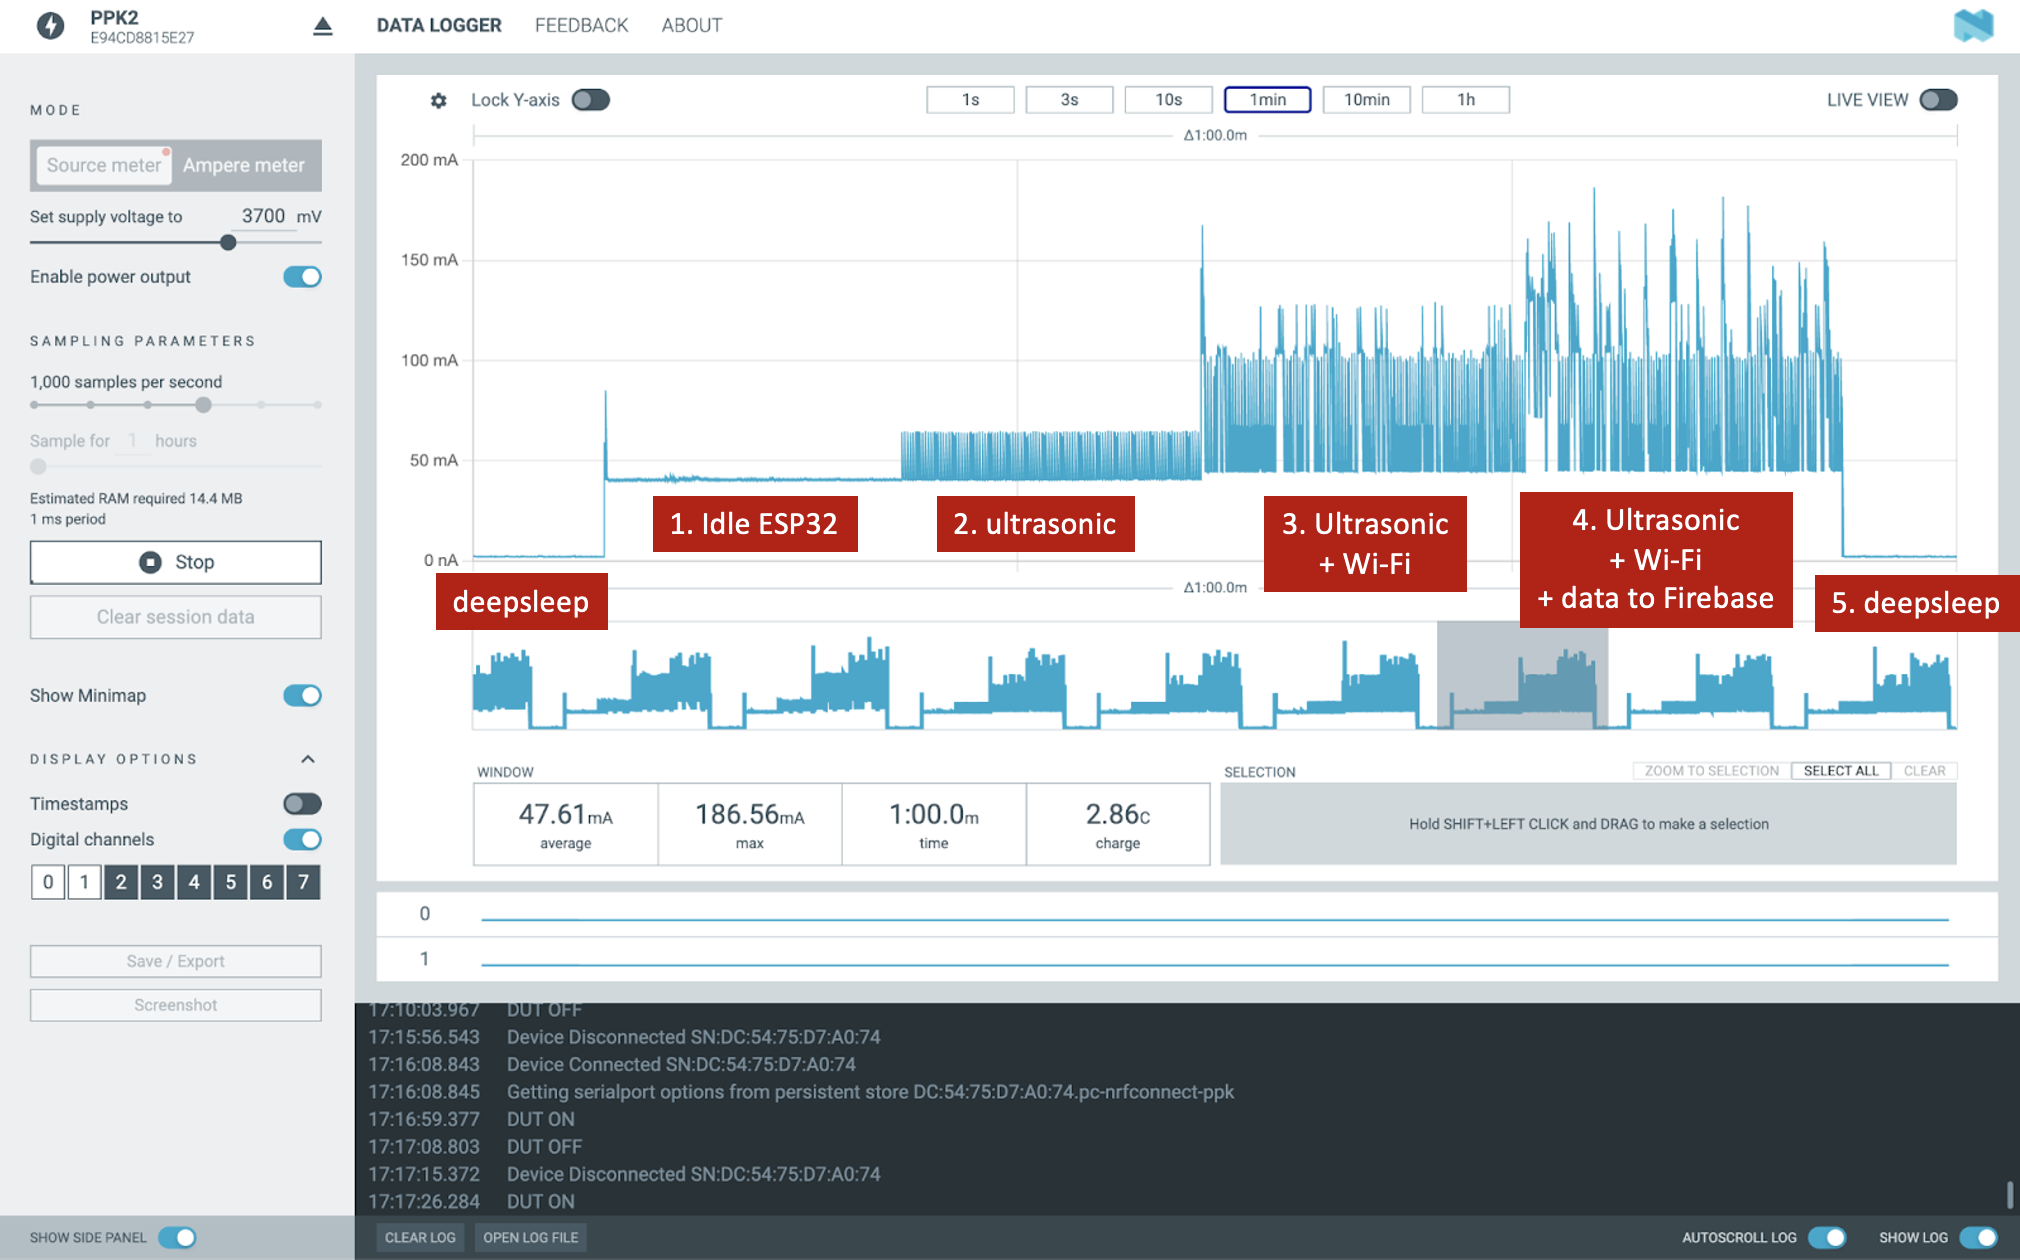 PPK2
E94CD8815E27
DATA LOGGER FEEDBACK ABOUT
MODE
Source meter Ampere meter
Set supply voltage to 3700 mV
Enable power output
SAMPLING PARAMETERS
1,000 samples per second
Sample for 1 hours
Estimated RAM required 14.4 MB
1 ms period
Stop
Clear session data
Show Minimap
DISPLAY OPTIONS
Timestamps
Digital channels
0 1 2 3 4 5 6 7
Save / Export
Screenshot
SHOW SIDE PANEL
Lock Y-axis 1s 3s 10s 1min 10min 1h LIVE VIEW
Δ1:00.0m
200 mA
150 mA
100 mA
50 mA
0 nA
1. Idle ESP32
2. ultrasonic
3. Ultrasonic
+ Wi-Fi
4. Ultrasonic
+ Wi-Fi
+ data to Firebase
deepsleep
Δ1:00.0m
5. deepsleep
WINDOW
47.61mA 186.56mA 1:00.0m 2.86C
average max time charge
SELECTION ZOOM TO SELECTION SELECT ALL CLEAR
Hold SHIFT+LEFT CLICK and DRAG to make a selection
0
1
17:10:03.967 DUT OFF
17:15:56.543 Device Disconnected SN:DC:54:75:D7:A0:74
17:16:08.843 Device Connected SN:DC:54:75:D7:A0:74
17:16:08.845 Getting serialport options from persistent store DC:54:75:D7:A0:74.pc-nrfconnect-ppk
17:16:59.377 DUT ON
17:17:08.803 DUT OFF
17:17:15.372 Device Disconnected SN:DC:54:75:D7:A0:74
17:17:26.284 DUT ON
CLEAR LOG OPEN LOG FILE AUTOSCROLL LOG SHOW LOG